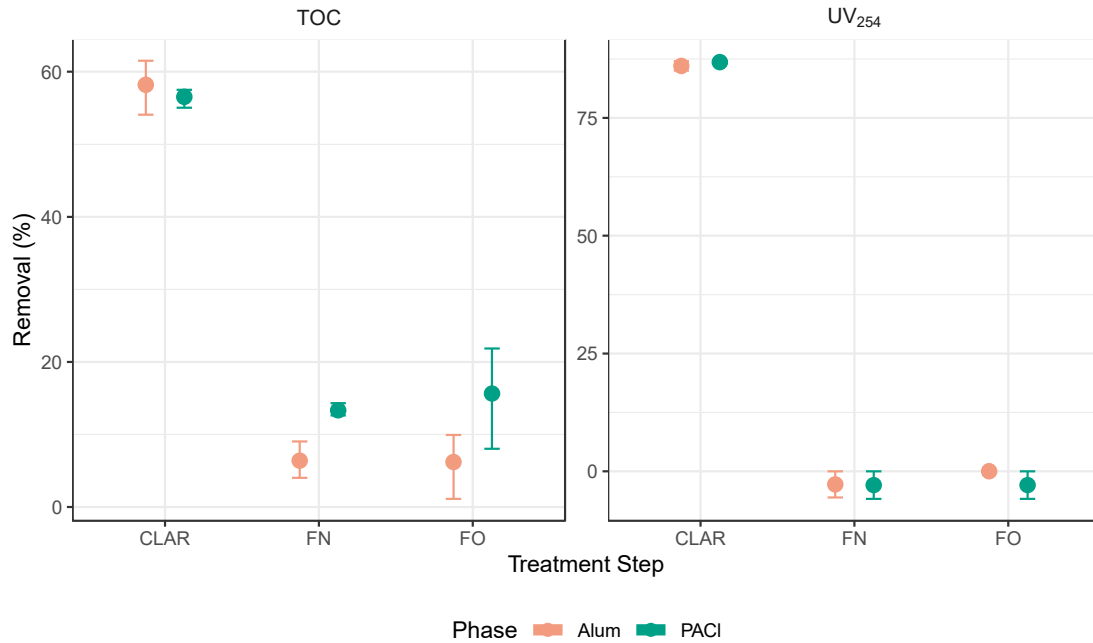 TOC
UV254
Removal (%)
60
40
20
0
75
50
25
0
CLAR FN FO
CLAR FN FO
Treatment Step
Phase Alum PACl